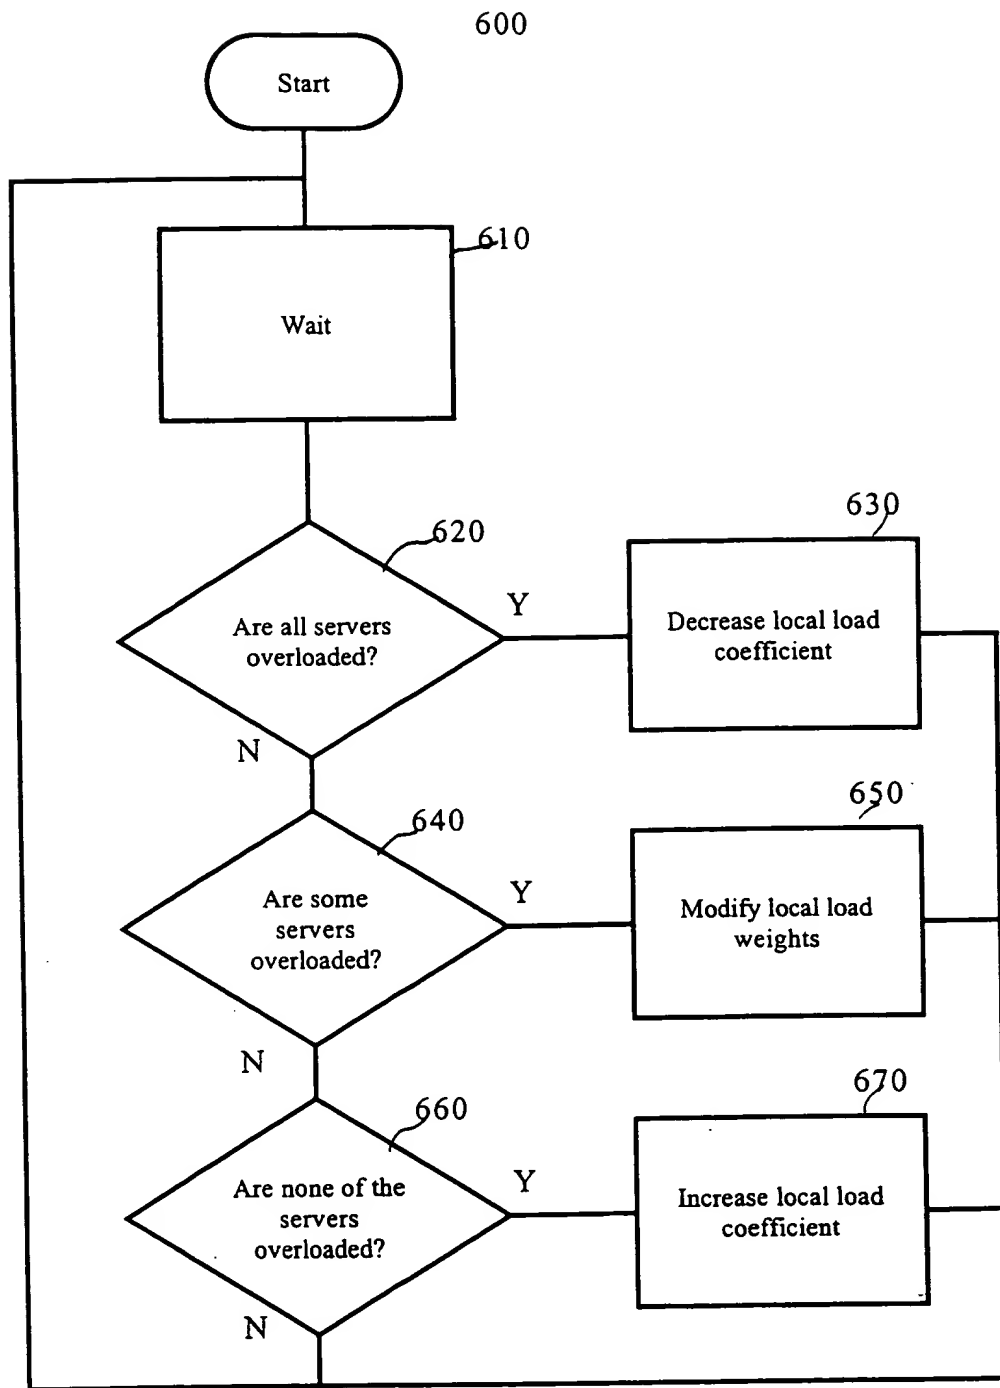 600
Start
610
Wait
620
Are all servers
overloaded?
Y
N
630
Decrease local load
coefficient
640
Are some
servers
overloaded?
Y
N
650
Modify local load
weights
660
Are none of the
servers
overloaded?
Y
N
670
Increase local load
coefficient